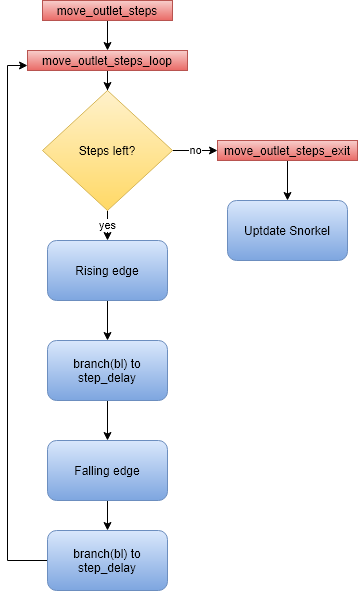 move_outlet_steps
move_outlet_steps_loop
Steps left?
no
move_outlet_steps_exit
yes
Uptdate Snorkel
Rising edge
branch(bl) to
step_delay
Falling edge
branch(bl) to
step_delay